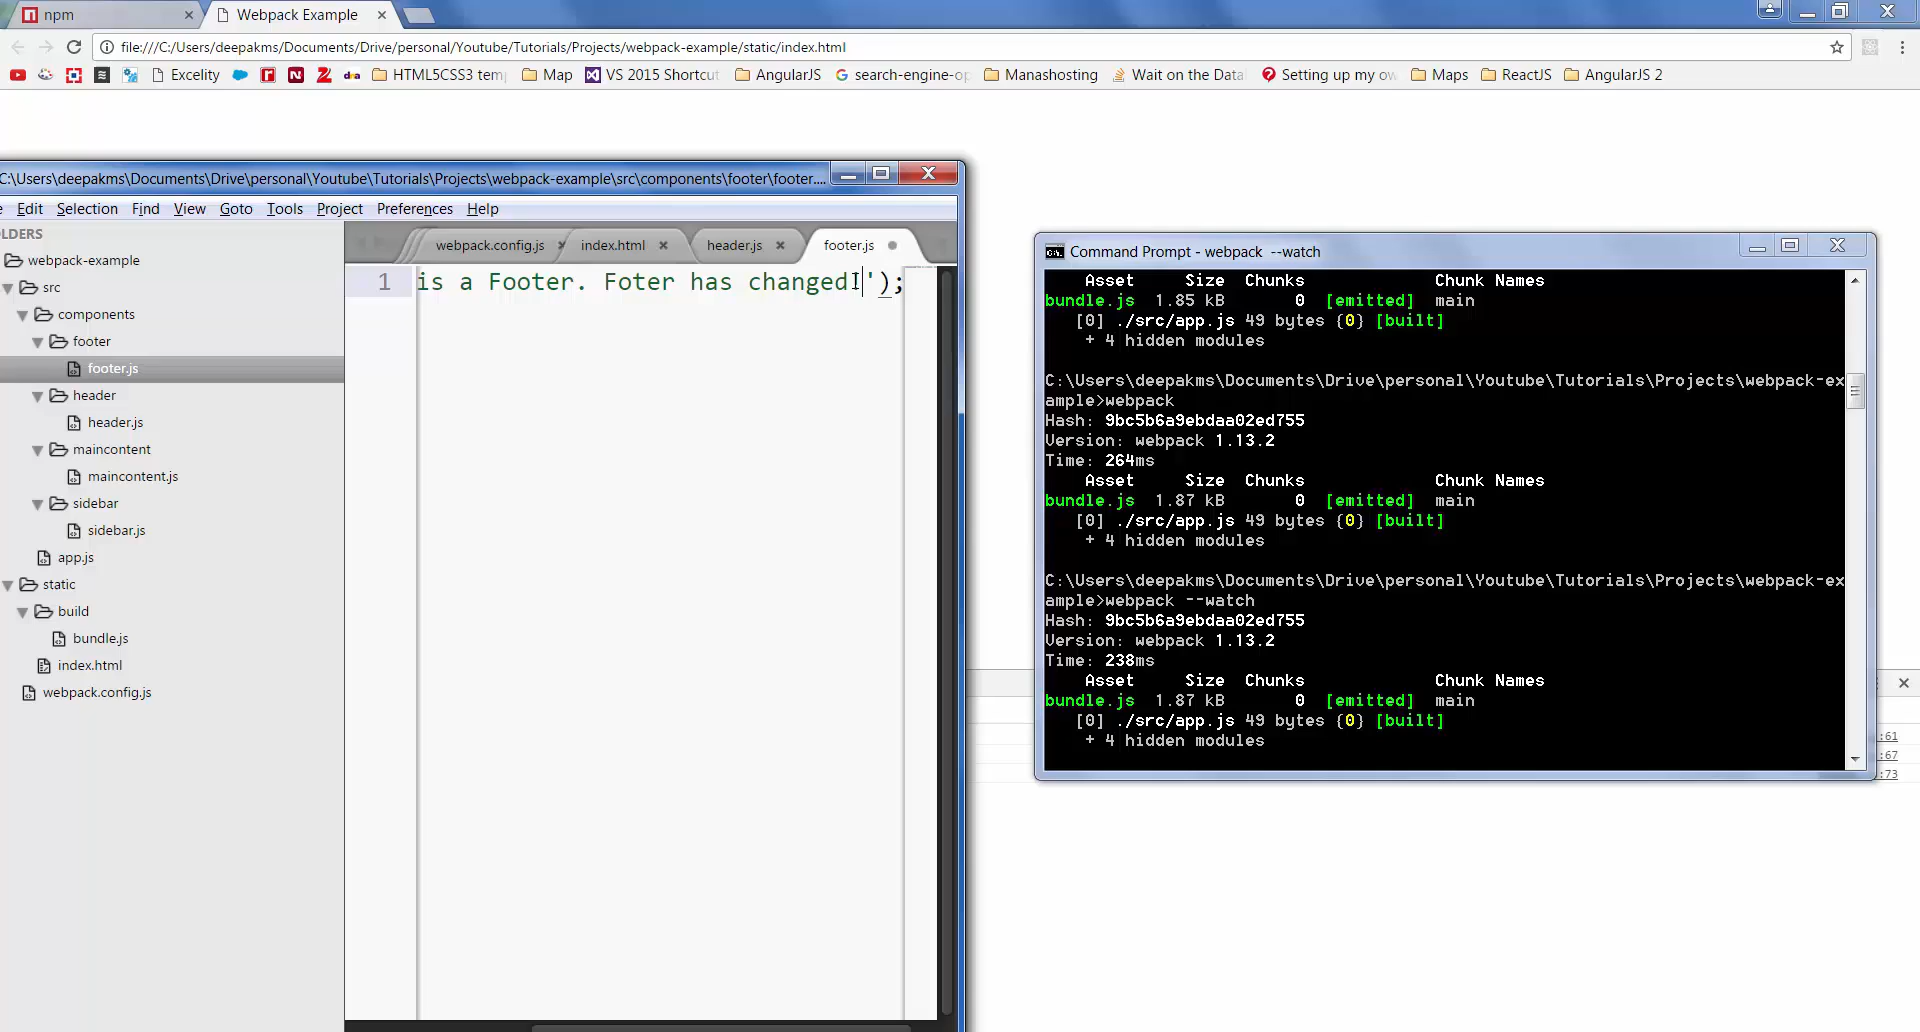 npm
Webpack Example
file:///C:/Users/deepakms/Documents/Drive/personal/Youtube/Tutorials/Projects/webpack-example/static/index.html
Excelity
HTML5CSS3 temp
Map
VS 2015 Shortcut
AngularJS
search-engine-op
Manashosting
Wait on the Data
Setting up my ow
Maps
ReactJS
AngularJS 2
C:\Users\deepakms\Documents\Drive\personal\Youtube\Tutorials\Projects\webpack-example\src\components\footer\footer....
Edit Selection Find View Goto Tools Project Preferences Help
OLDERS
webpack-example
src
components
footer
footer.js
header
header.js
maincontent
maincontent.js
sidebar
sidebar.js
app.js
static
build
bundle.js
index.html
webpack.config.js
webpack.config.js index.html header.js footer.js
1 is a Footer. Foter has changed!');
Command Prompt - webpack --watch
Asset Size Chunks Chunk Names
bundle.js 1.85 kB 0 [emitted] main
[0] ./src/app.js 49 bytes {0} [built]
+ 4 hidden modules
C:\Users\deepakms\Documents\Drive\personal\Youtube\Tutorials\Projects\webpack-ex
ample>webpack
Hash: 9bc5b6a9ebdaa02ed755
Version: webpack 1.13.2
Time: 264ms
Asset Size Chunks Chunk Names
bundle.js 1.87 kB 0 [emitted] main
[0] ./src/app.js 49 bytes {0} [built]
+ 4 hidden modules
C:\Users\deepakms\Documents\Drive\personal\Youtube\Tutorials\Projects\webpack-ex
ample>webpack --watch
Hash: 9bc5b6a9ebdaa02ed755
Version: webpack 1.13.2
Time: 238ms
Asset Size Chunks Chunk Names
bundle.js 1.87 kB 0 [emitted] main
[0] ./src/app.js 49 bytes {0} [built]
+ 4 hidden modules
:61
:67
:73